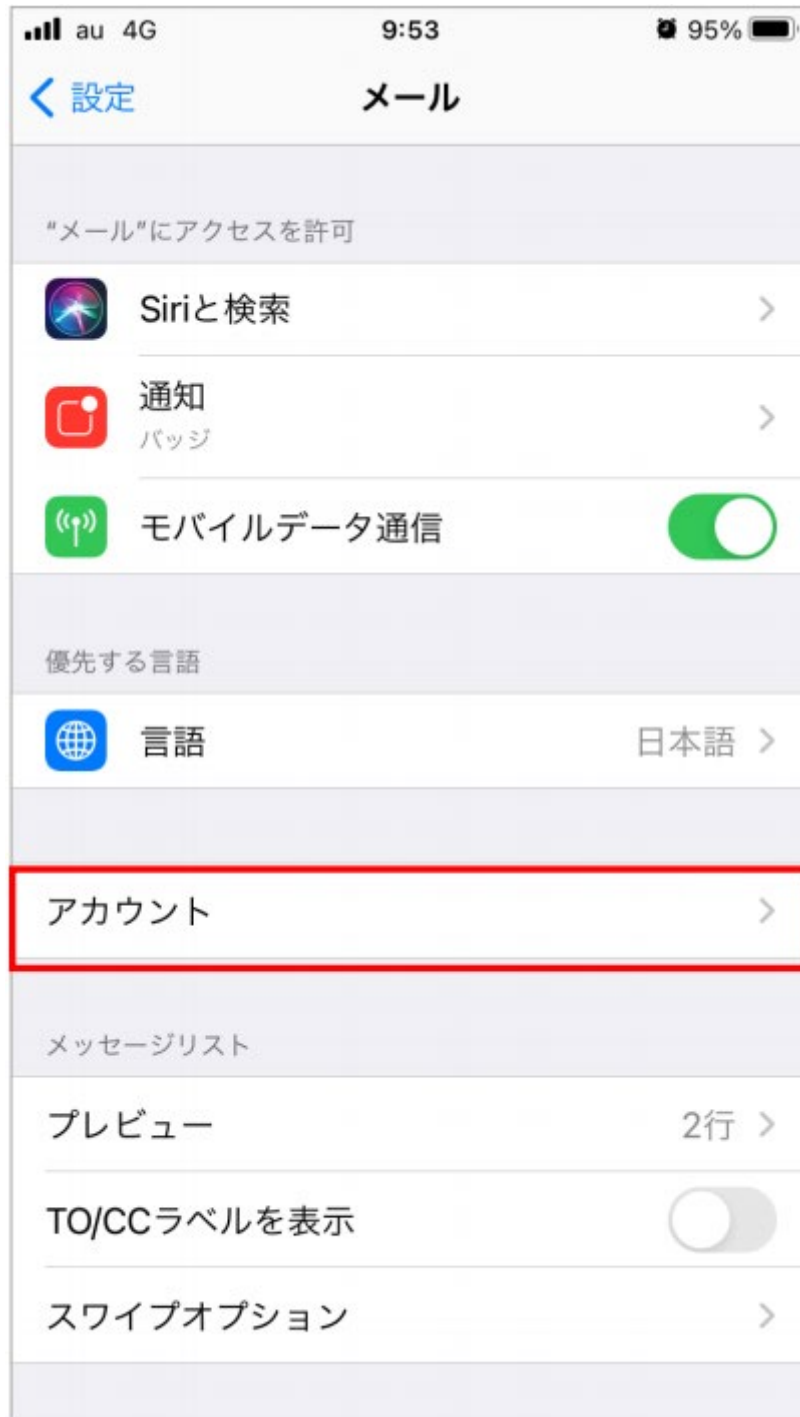 au 4G 9:53 95%
設定 メール
“メール”にアクセスを許可
Siriと検索
通知
バッジ
モバイルデータ通信
優先する言語
言語 日本語
アカウント
メッセージリスト
プレビュー 2行
TO/CCラベルを表示
スワイプオプション